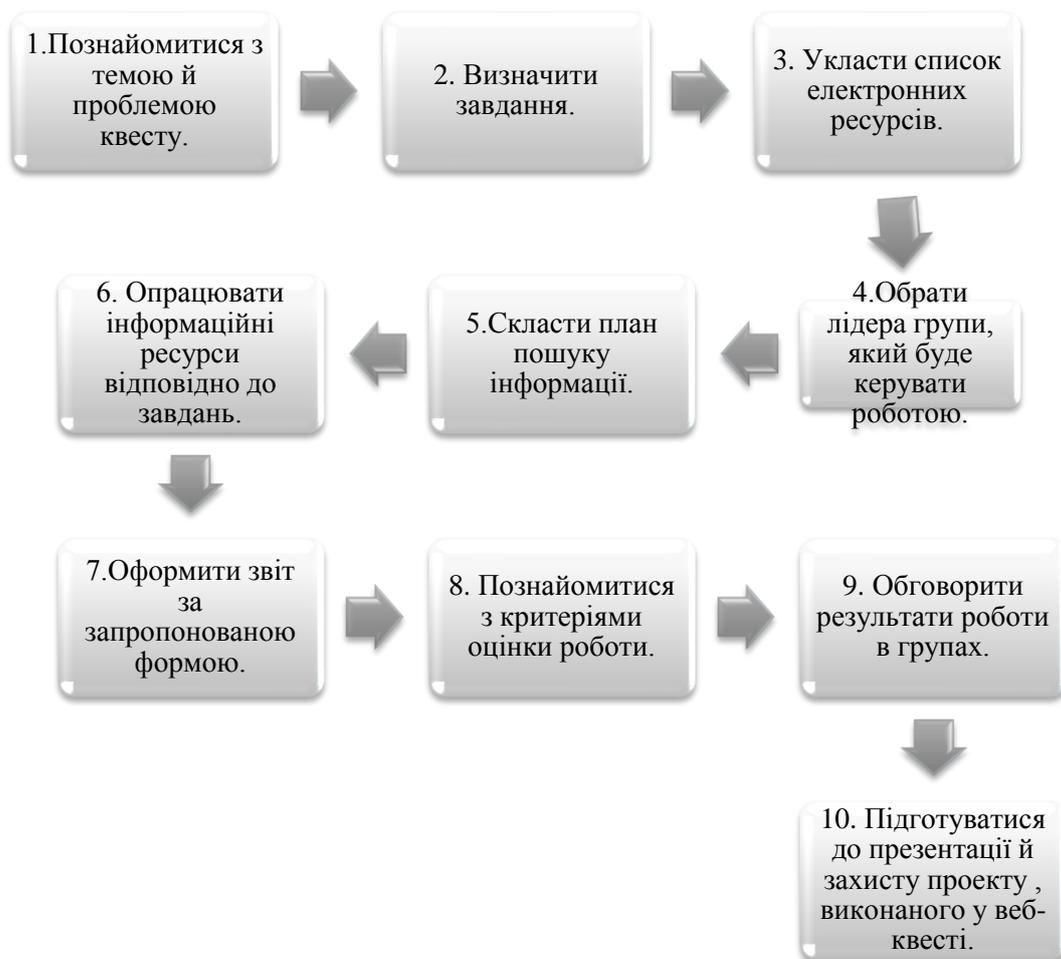 1.Познайомитися з
темою й
проблемою
квесту.
2. Визначити
завдання.
3. Укласти список
електронних
ресурсів.
4.Обрати
лідера групи,
який буде
керувати
роботою.
5.Скласти план
пошуку
інформації.
6. Опрацювати
інформаційні
ресурси
відповідно до
завдань.
7.Оформити звіт
за
запропонованою
формою.
8. Познайомитися
з критеріями
оцінки роботи.
9. Обговорити
результати роботи
в групах.
10. Підготуватися
до презентації й
захисту проекту ,
виконаного у веб-
квесті.